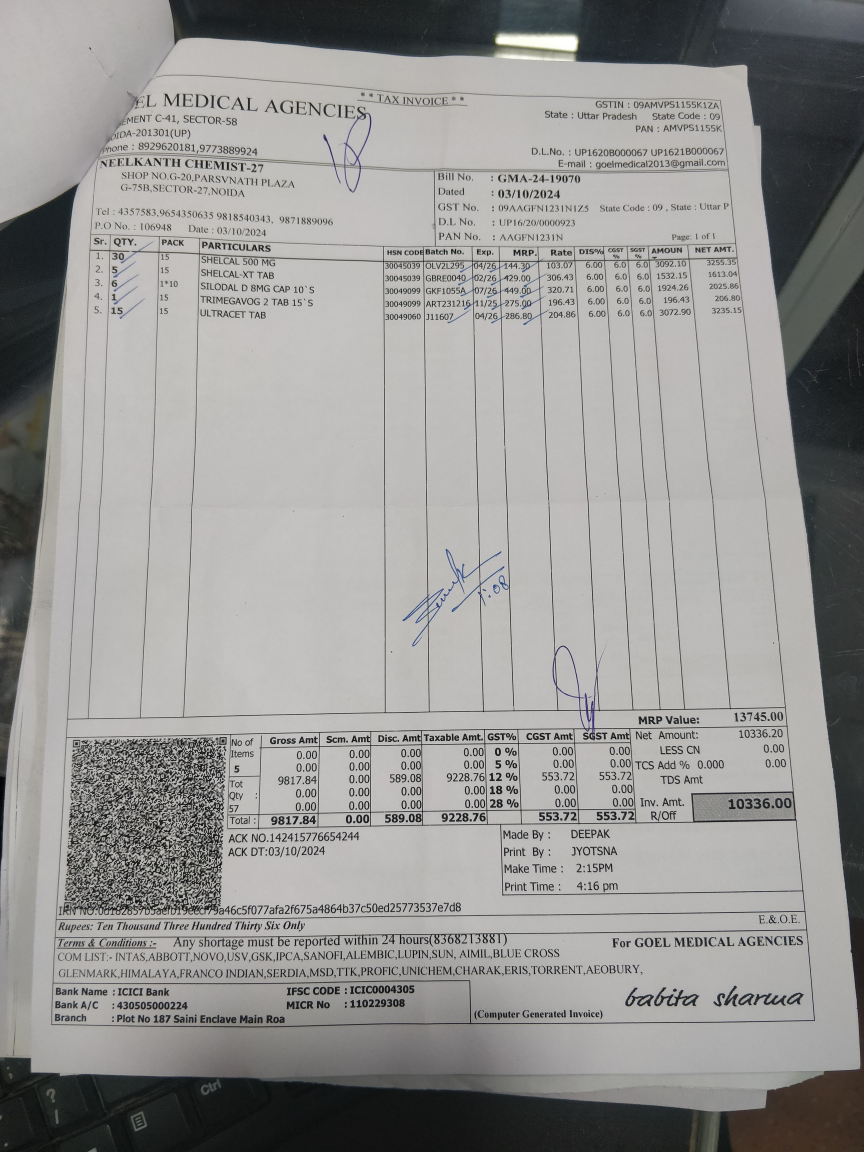 ** TAX INVOICE **
EL MEDICAL AGENCIES
EMENT C-41, SECTOR-58
OIDA-201301(UP)
hone : 8929620181,9773889924
GSTIN : 09AMVPS1155K1ZA
State : Uttar Pradesh State Code : 09
PAN : AMVPS1155K
D.L.No. : UP1620B000067 UP1621B000067
E-mail : goelmedical2013@gmail.com
NEELKANTH CHEMIST-27
SHOP NO.G-20,PARSVNATH PLAZA
G-75B,SECTOR-27,NOIDA
Tel : 4357583,9654350635 9818540343, 9871889096
P.O No : 106948 Date : 03/10/2024
Bill No. : GMA-24-19070
Dated : 03/10/2024
GST No. : 09AAGFN1231N1Z5 State Code : 09 , State : Uttar P
D.L No. : UP16/20/0000923
PAN No. : AAGFN1231N Page: 1 of 1
Sr. QTY. PACK PARTICULARS HSN CODE Batch No. Exp. MRP. Rate DIS% CGST % SGST % AMOUN NET AMT.
1. 30 15 SHELCAL 500 MG 30045039 OLV2L295 04/26 144.30 103.07 6.00 6.0 6.0 3092.10 3255.35
2. 5 15 SHELCAL-XT TAB 30045039 GBRE0040 02/26 429.00 306.43 6.00 6.0 6.0 1532.15 1613.04
3. 6 1*10 SILODAL D 8MG CAP 10`S 30049099 GKF1055A 07/26 449.00 320.71 6.00 6.0 6.0 1924.26 2025.86
4. 1 15 TRIMEGAVOG 2 TAB 15`S 30049099 ART231216 11/25 275.00 196.43 6.00 6.0 6.0 196.43 206.80
5. 15 15 ULTRACET TAB 30049060 J11607 04/26 286.80 204.86 6.00 6.0 6.0 3072.90 3235.15
1:08
MRP Value: 13745.00
No of Items 5
Tot Qty : 57
Gross Amt Scm. Amt Disc. Amt Taxable Amt. GST% CGST Amt SGST Amt
0.00 0.00 0.00 0.00 0 % 0.00 0.00
0.00 0.00 0.00 0.00 5 % 0.00 0.00
9817.84 0.00 589.08 9228.76 12 % 553.72 553.72
0.00 0.00 0.00 0.00 18 % 0.00 0.00
0.00 0.00 0.00 0.00 28 % 0.00 0.00
Total : 9817.84 0.00 589.08 9228.76 553.72 553.72
Net Amount: 10336.20
LESS CN 0.00
TCS Add % 0.000 0.00
TDS Amt
Inv. Amt. 10336.00
R/Off
ACK NO.142415776654244
ACK DT:03/10/2024
Made By : DEEPAK
Print By : JYOTSNA
Make Time : 2:15PM
Print Time : 4:16 pm
IRN NO:
E.&.O.E.
Rupees: Ten Thousand Three Hundred Thirty Six Only
Terms & Conditions :- Any shortage must be reported within 24 hours(8368213881)
For GOEL MEDICAL AGENCIES
COM LIST:- INTAS,ABBOTT,NOVO,USV,GSK,IPCA,SANOFI,ALEMBIC,LUPIN,SUN, AIMIL,BLUE CROSS
GLENMARK,HIMALAYA,FRANCO INDIAN,SERDIA,MSD,TTK,PROFIC,UNICHEM,CHARAK,ERIS,TORRENT,AEOBURY,
Bank Name : ICICI Bank IFSC CODE : ICIC0004305
Bank A/C : 430505000224 MICR No : 110229308
Branch : Plot No 187 Saini Enclave Main Roa
(Computer Generated Invoice)
babita sharma
Ctrl